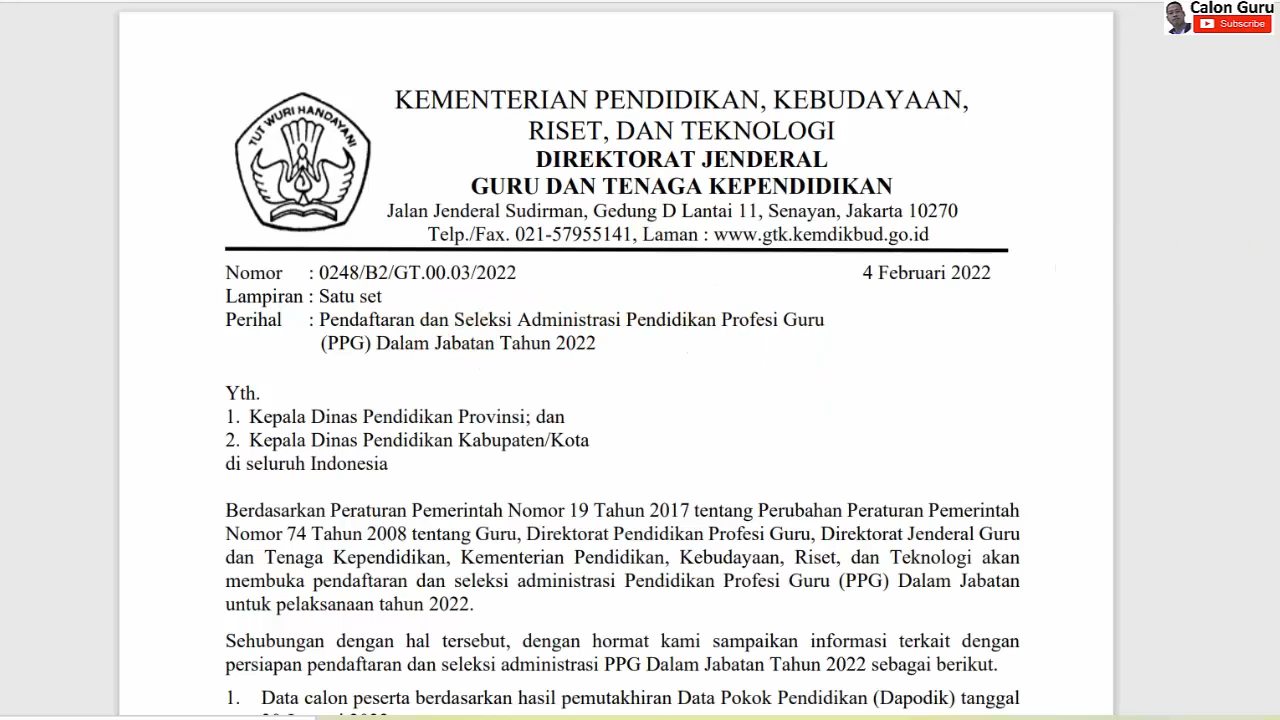 Calon Guru
Subscribe
TUT WURI HANDAYANI
KEMENTERIAN PENDIDIKAN, KEBUDAYAAN,
RISET, DAN TEKNOLOGI
DIREKTORAT JENDERAL
GURU DAN TENAGA KEPENDIDIKAN
Jalan Jenderal Sudirman, Gedung D Lantai 11, Senayan, Jakarta 10270
Telp./Fax. 021-57955141, Laman : www.gtk.kemdikbud.go.id
Nomor : 0248/B2/GT.00.03/2022 4 Februari 2022
Lampiran : Satu set
Perihal : Pendaftaran dan Seleksi Administrasi Pendidikan Profesi Guru
(PPG) Dalam Jabatan Tahun 2022
Yth.
1. Kepala Dinas Pendidikan Provinsi; dan
2. Kepala Dinas Pendidikan Kabupaten/Kota
di seluruh Indonesia
Berdasarkan Peraturan Pemerintah Nomor 19 Tahun 2017 tentang Perubahan Peraturan Pemerintah
Nomor 74 Tahun 2008 tentang Guru, Direktorat Pendidikan Profesi Guru, Direktorat Jenderal Guru
dan Tenaga Kependidikan, Kementerian Pendidikan, Kebudayaan, Riset, dan Teknologi akan
membuka pendaftaran dan seleksi administrasi Pendidikan Profesi Guru (PPG) Dalam Jabatan
untuk pelaksanaan tahun 2022.
Sehubungan dengan hal tersebut, dengan hormat kami sampaikan informasi terkait dengan
persiapan pendaftaran dan seleksi administrasi PPG Dalam Jabatan Tahun 2022 sebagai berikut.
1. Data calon peserta berdasarkan hasil pemutakhiran Data Pokok Pendidikan (Dapodik) tanggal